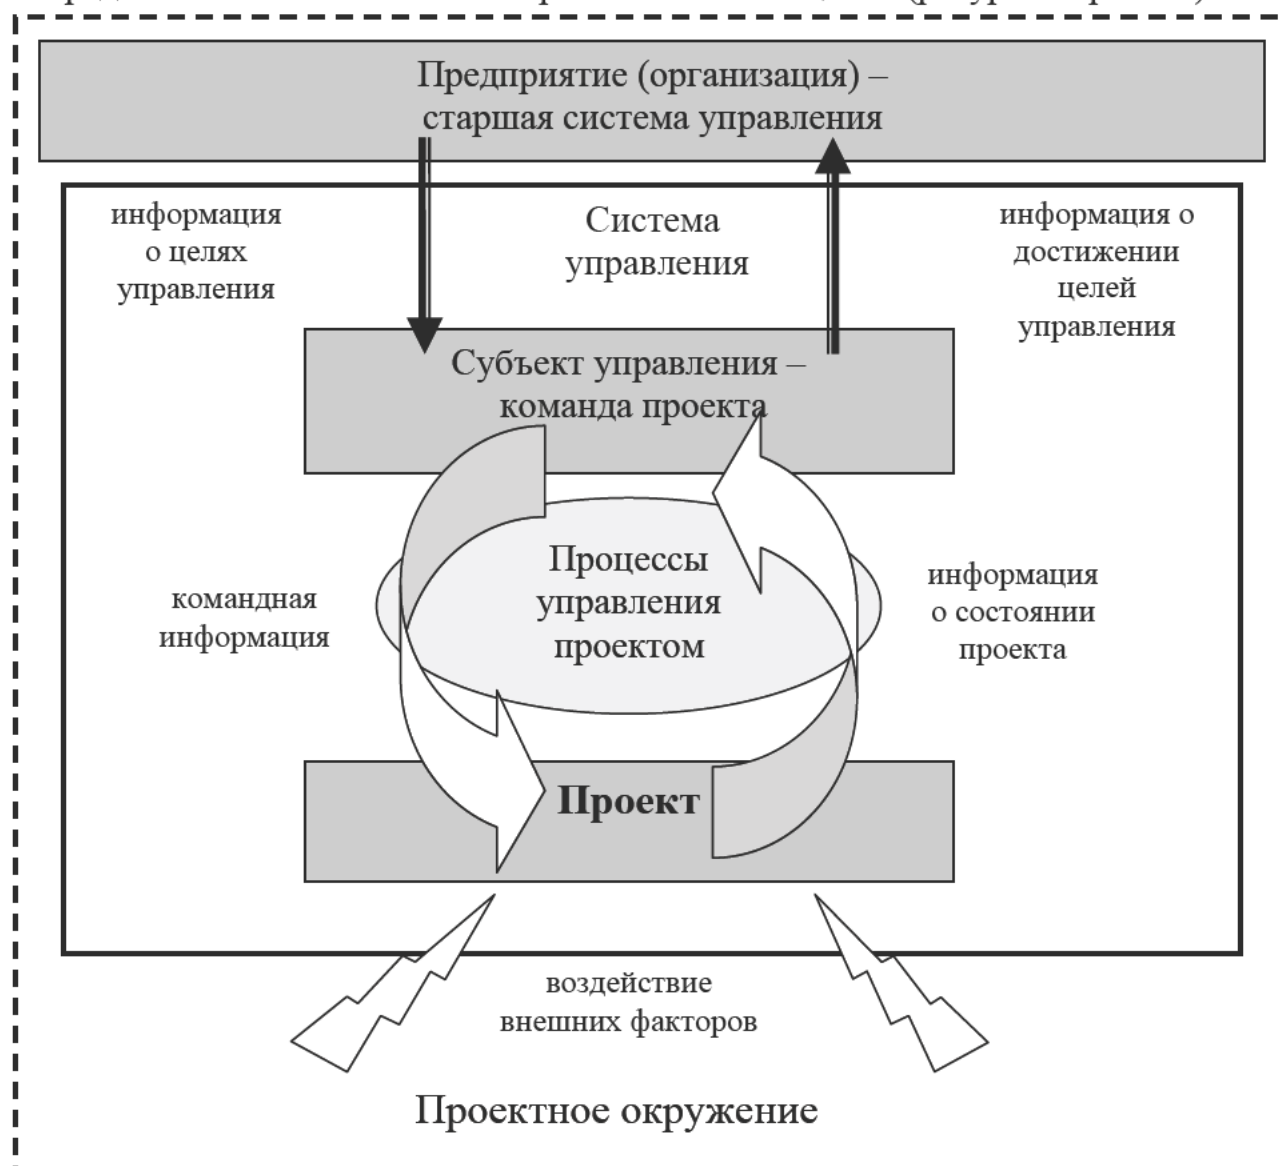 Предприятие (организация) –
старшая система управления
информация
о целях
управления
Система
управления
информация о
достижении
целей
управления
Субъект управления –
команда проекта
Процессы
управления
проектом
командная
информация
информация
о состоянии
проекта
Проект
воздействие
внешних факторов
Проектное окружение